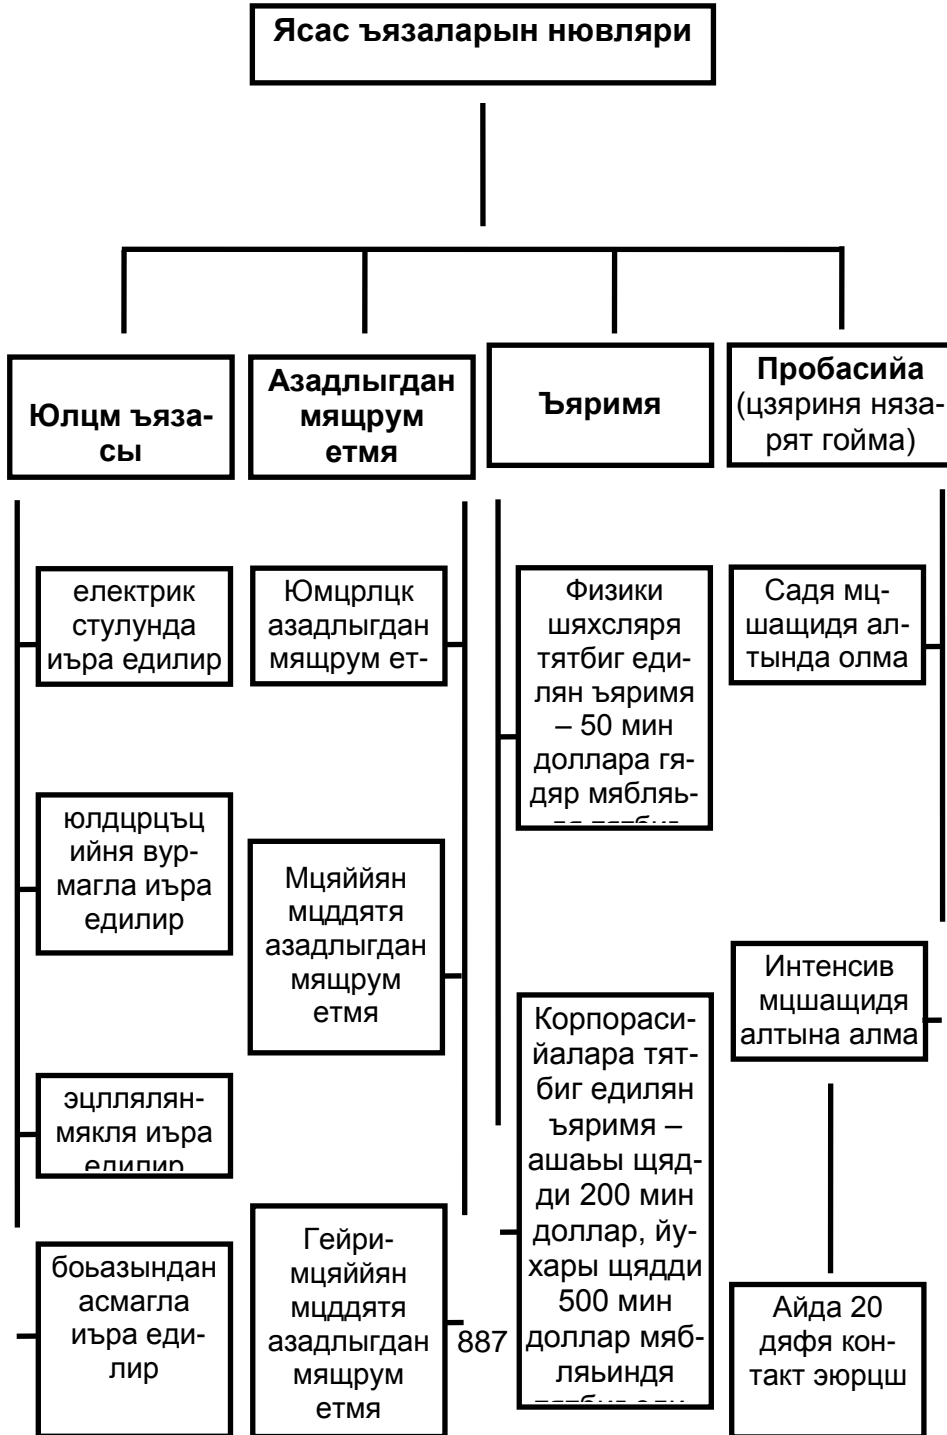 Ясас ъязаларын нювляри
Юлцм ъяза-
сы
Азадлыгдан
мящрум
етмя
Ъяримя
Пробасийа
(цзяриня няза-
рят гойма)
електрик
стулунда
иъра едилир
юлдцрцъц
ийня вур-
магла иъра
едилир
эцллялян-
мякля иъра
едилир
боьазындан
асмагла
иъра еди-
лир
Юмцрлцк
азадлыгдан
мящрум ет-
Мцяййян
мцддятя
азадлыгдан
мящрум
етмя
Гейри-
мцяййян
мцддятя
азадлыгдан
мящрум
етмя
Физики
шяхсляря
тятбиг еди-
лян ъяримя
– 50 мин
доллара гя-
дяр мябляь-
Корпораси-
йалара тят-
биг едилян
ъяримя –
ашаьы щяд-
ди 200 мин
доллар, йу-
хары щядди
500 мин
доллар мяб-
ляьиндя
Садя мц-
шащидя ал-
тында олма
Интенсив
мцшащидя
алтына алма
Айда 20
дяфя кон-
такт эюрцш
887